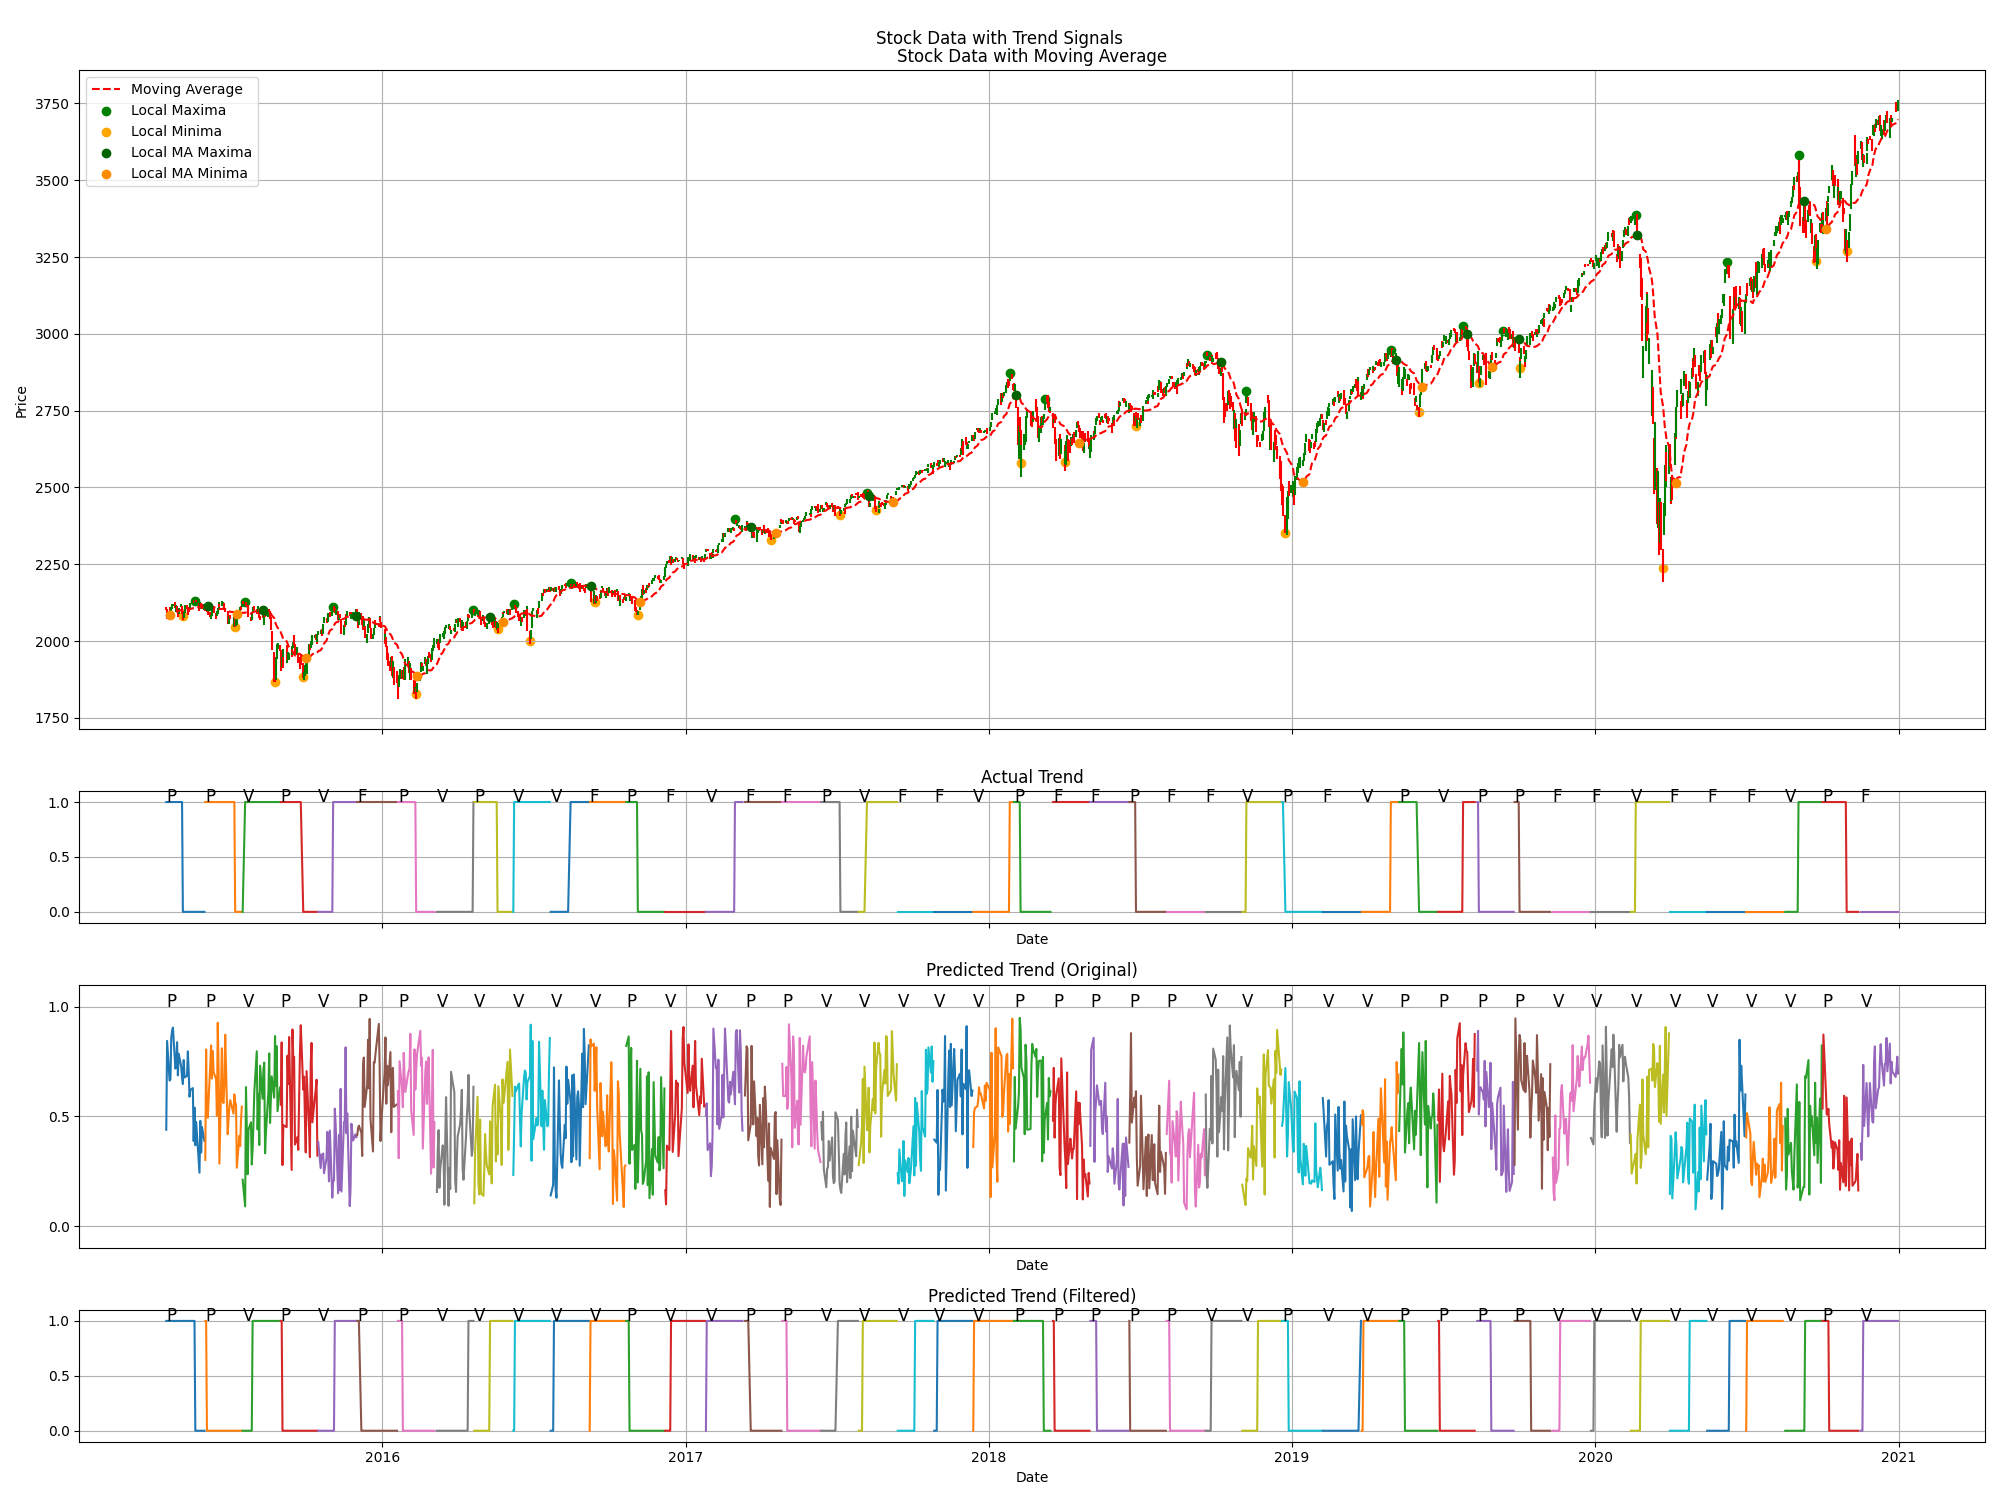 Stock Data with Trend Signals
Stock Data with Moving Average
Moving Average
Local Maxima
Local Minima
Local MA Maxima
Local MA Minima
Price
3750
3500
3250
3000
2750
2500
2250
2000
1750
Actual Trend
P P V P V F P V P V V F P F V F F P V F F V P F F P F F V P F V P V P P F F V F F F V P F
1.0
0.5
0.0
Date
Predicted Trend (Original)
P P V P V P P V V V V V P V V P P V V V V V P P P P P V V P V V P P P P V V V V V V V P V
1.0
0.5
0.0
Date
Predicted Trend (Filtered)
P P V P V P P V V V V V P V V P P V V V V V P P P P P V V P V V P P P P V V V V V V V P V
1.0
0.5
0.0
2016 2017 2018 2019 2020 2021
Date